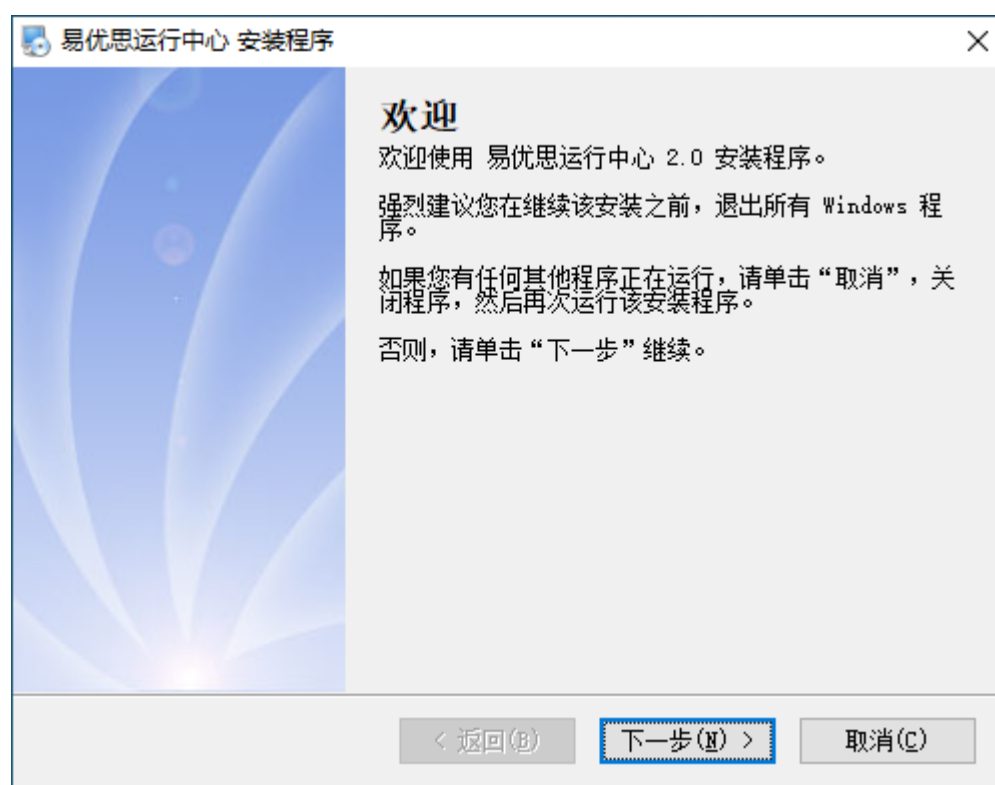 易优思运行中心 安装程序
欢迎
欢迎使用 易优思运行中心 2.0 安装程序。
强烈建议您在继续该安装之前，退出所有 Windows 程
序。
如果您有任何其他程序正在运行，请单击“取消”，关
闭程序，然后再次运行该安装程序。
否则，请单击“下一步”继续。
< 返回(B)
下一步(N) >
取消(C)